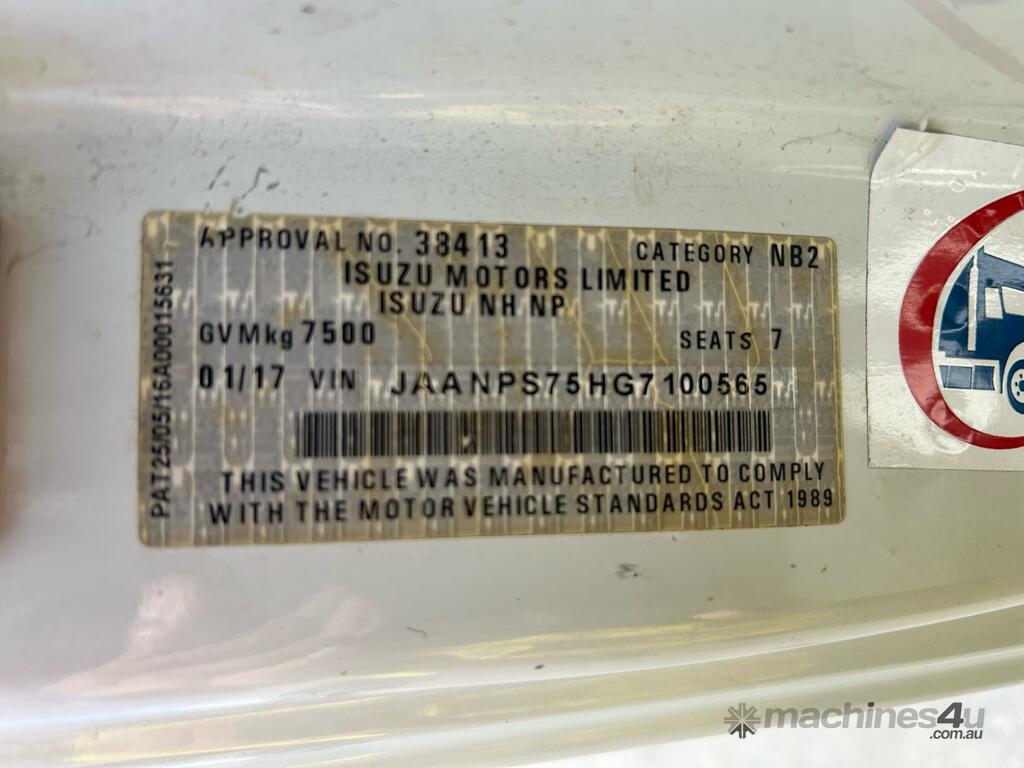 APPROVAL NO. 38413 CATEGORY NB2
ISUZU MOTORS LIMITED
ISUZU NH NP
GVMkg 7500 SEATS 7
01/17 VIN JAANPS75HG7100565
THIS VEHICLE WAS MANUFACTURED TO COMPLY
WITH THE MOTOR VEHICLE STANDARDS ACT 1989
PAT25/05/16A00015631
machines4u
.com.au